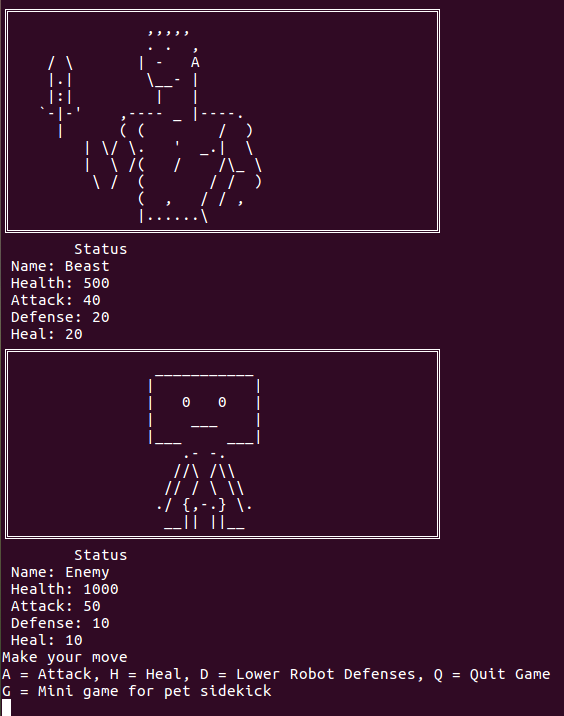 Status
Name: Beast
Health: 500
Attack: 40
Defense: 20
Heal: 20
Status
Name: Enemy
Health: 1000
Attack: 50
Defense: 10
Heal: 10
Make your move
A = Attack, H = Heal, D = Lower Robot Defenses, Q = Quit Game
G = Mini game for pet sidekick